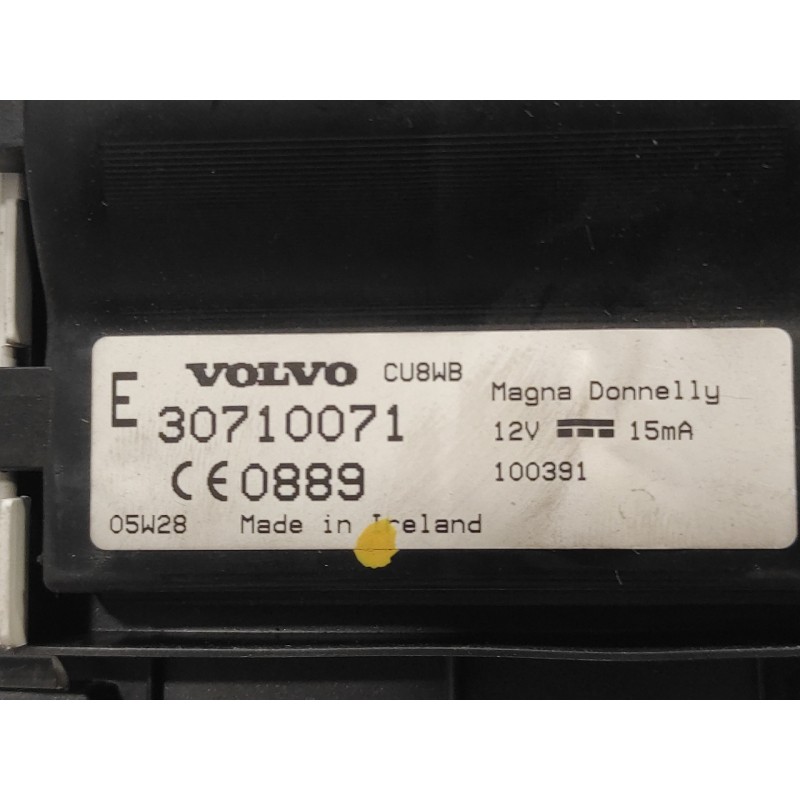 E VOLVO CU8WB
30710071
CE0889
05W28 Made in Ireland
Magna Donnelly
12V 15mA
100391